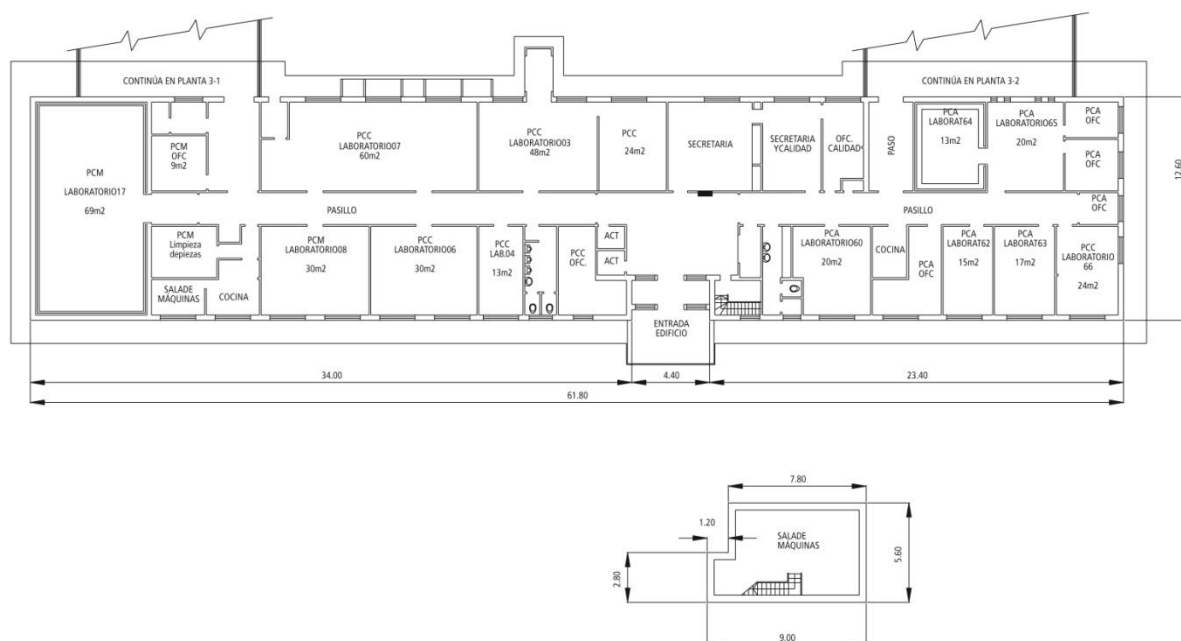 CONTINÚA EN PLANTA 3-1
CONTINÚA EN PLANTA 3-2
PCM
LABORATORIO17
69m2
PCM
OFC
9m2
PCC
LABORATORIO07
60m2
PCC
LABORATORIO03
48m2
PCC
24m2
SECRETARIA
SECRETARIA
YCALIDAD
OFC.
CALIDAD
PASO
PCA
LABORAT64
13m2
PCA
LABORATORIO65
20m2
PCA
OFC
PCA
OFC
PCA
OFC
12.60
PASILLO
PASILLO
PCM
Limpieza
depiezas
SALADE
MÁQUINAS
COCINA
PCM
LABORATORIO08
30m2
PCC
LABORATORIO06
30m2
PCC
LAB.04
13m2
PCC
OFC.
ACT
ACT
ENTRADA
EDIFICIO
PCA
LABORATORIO60
20m2
COCINA
PCA
OFC
PCA
LABORAT62
15m2
PCA
LABORAT63
17m2
PCC
LABORATORIO
66
24m2
34.00
4.40
23.40
61.80
7.80
1.20
SALADE
MÁQUINAS
5.60
2.80
9.00